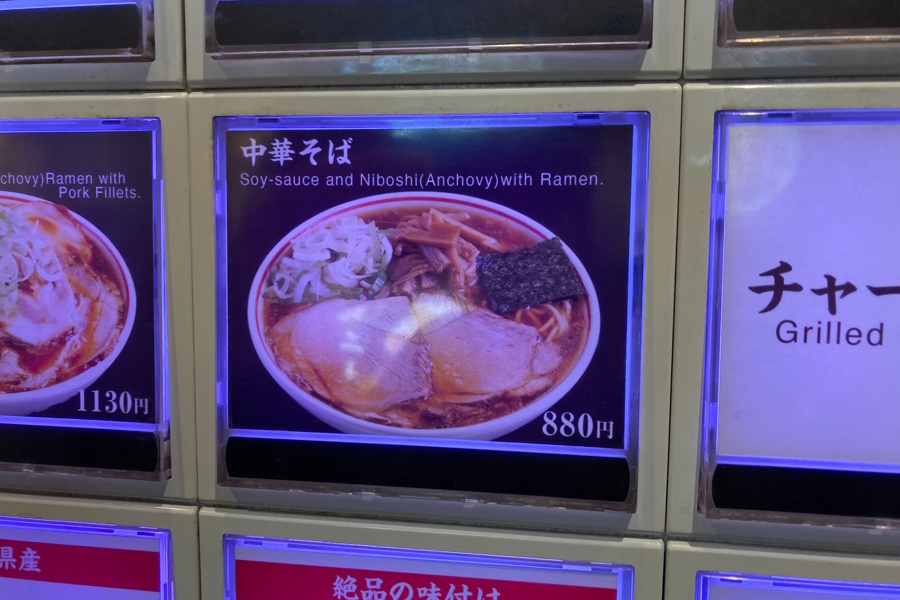 中華そば
Soy-sauce and Niboshi(Anchovy)with Ramen.
880円
chovy)Ramen with
Pork Fillets.
1130円
チャー
Grilled
県産
絶品の味付け